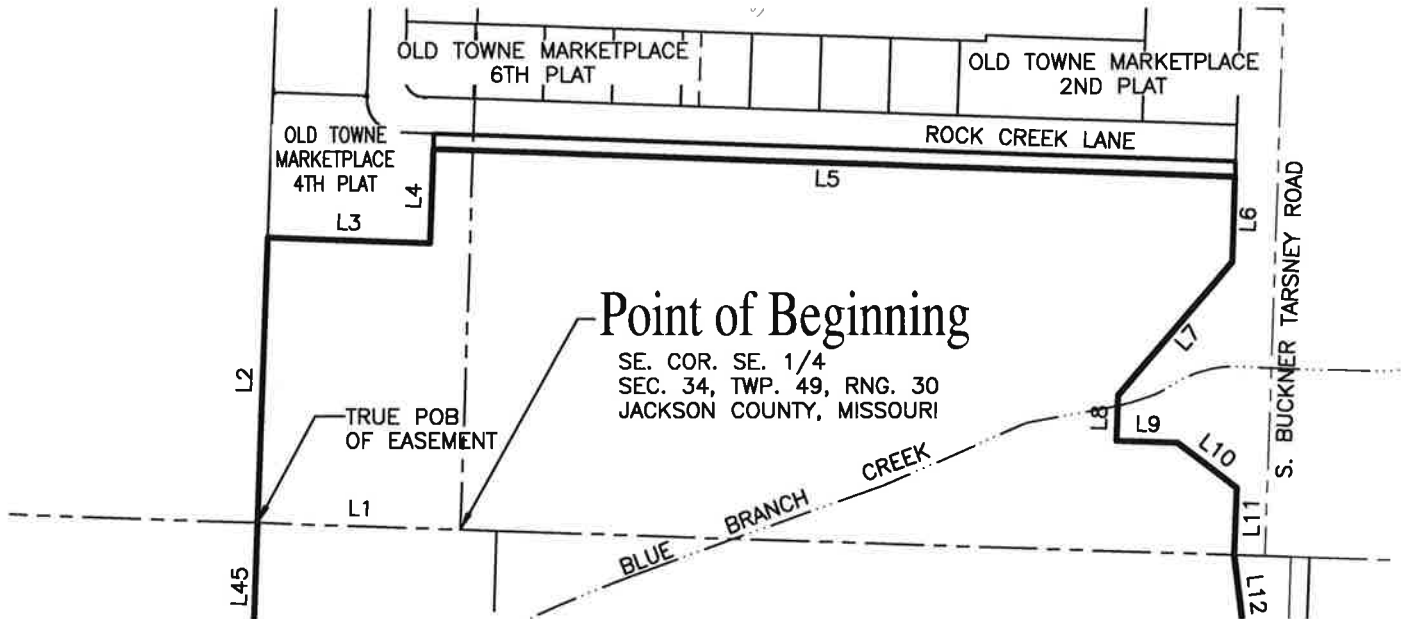 OLD TOWNE MARKETPLACE
6TH PLAT
OLD TOWNE MARKETPLACE
2ND PLAT
OLD TOWNE
MARKETPLACE
4TH PLAT
ROCK CREEK LANE
L3
L4
L5
L6
S. BUCKNER TARSNEY ROAD
L2
Point of Beginning
SE. COR. SE. 1/4
SEC. 34, TWP. 49, RNG. 30
JACKSON COUNTY, MISSOURI
L7
TRUE POB
OF EASEMENT
L8
L9
L10
L1
BLUE BRANCH CREEK
L11
L45
L12